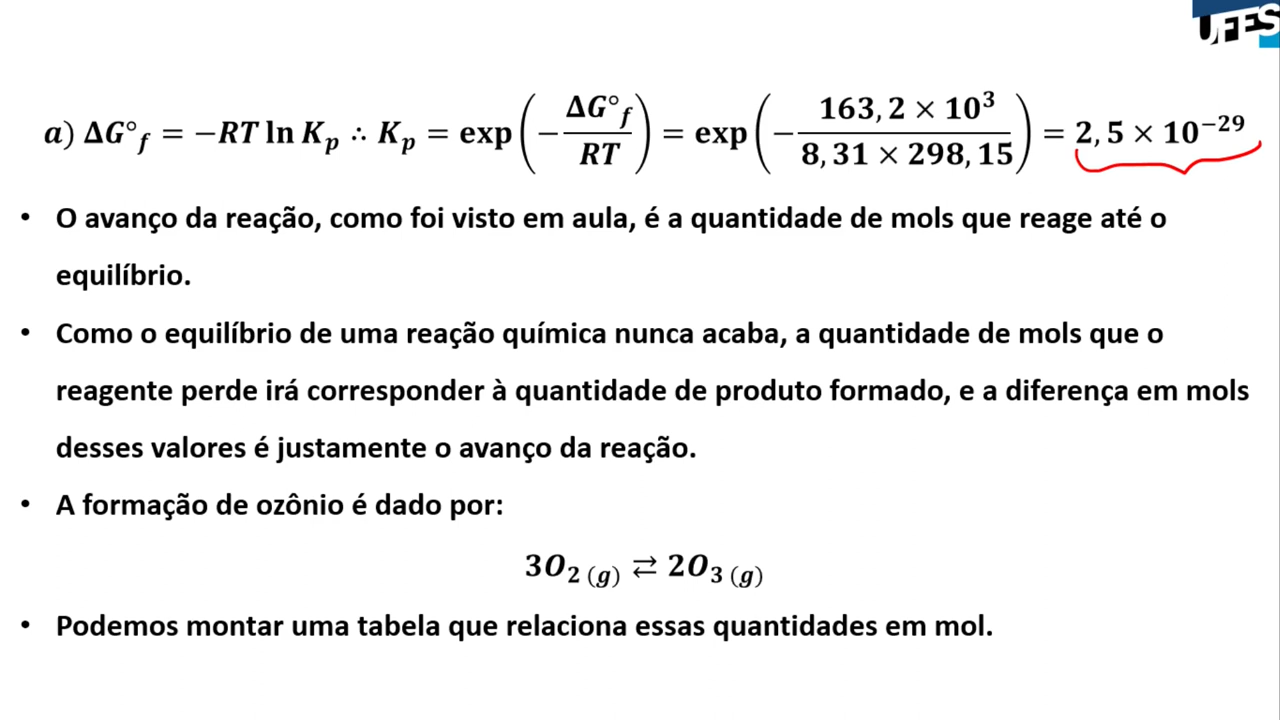 UFES
a) ΔG°f = −RT ln Kp ∴ Kp = exp(−ΔG°f/RT) = exp(−163,2 × 10³/8,31 × 298,15) = 2,5 × 10⁻²⁹
• O avanço da reação, como foi visto em aula, é a quantidade de mols que reage até o
equilíbrio.
• Como o equilíbrio de uma reação química nunca acaba, a quantidade de mols que o
reagente perde irá corresponder à quantidade de produto formado, e a diferença em mols
desses valores é justamente o avanço da reação.
• A formação de ozônio é dado por:
3O₂ (g) ⇄ 2O₃ (g)
• Podemos montar uma tabela que relaciona essas quantidades em mol.